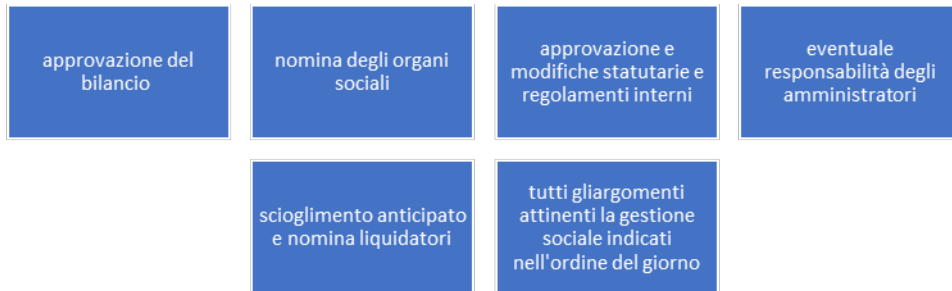 approvazione del
bilancio
nomina degli organi
sociali
approvazione e
modifiche statutarie e
regolamenti interni
eventuale
responsabilità degli
amministratori
scioglimento anticipato
e nomina liquidatori
tutti gliargomenti
attinenti la gestione
sociale indicati
nell'ordine del giorno